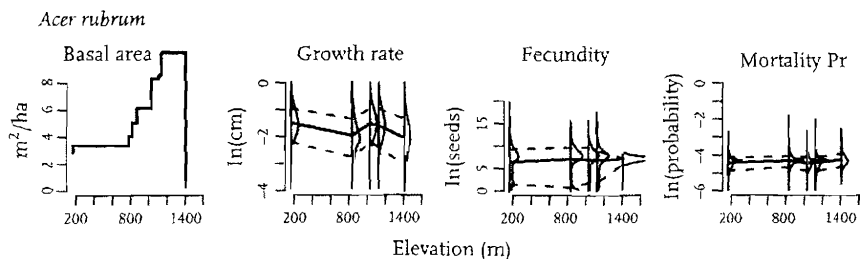 Acer rubrum
Basal area
Growth rate
Fecundity
Mortality Pr
m²/ha
0 2 4 6 8
200 800 1400
ln(cm)
-4 -2 0
200 800 1400
ln(seeds)
0 5 15
200 800 1400
ln(probability)
-6 -4 -2 0
200 800 1400
Elevation (m)